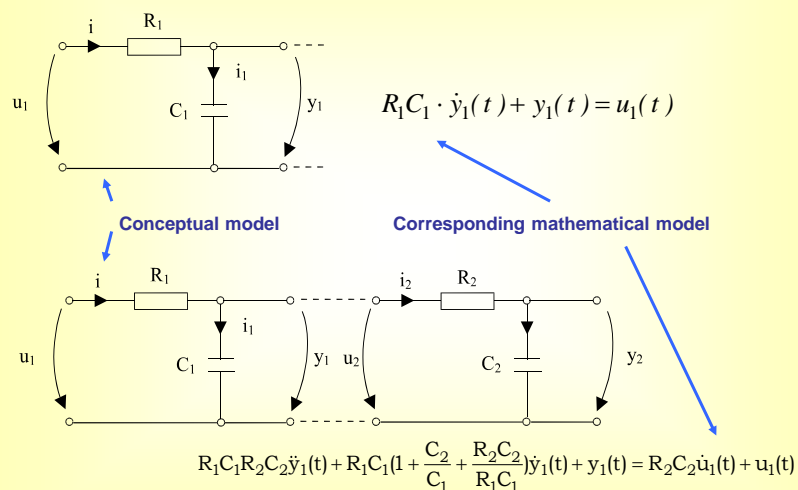 R₁
i
i₁
u₁
C₁
y₁
R₁C₁ · ẏ₁( t ) + y₁( t ) = u₁( t )
Conceptual model
Corresponding mathematical model
i
R₁
i₂
R₂
i₁
u₁
C₁
y₁
u₂
C₂
y₂
R₁C₁R₂C₂ÿ₁(t) + R₁C₁(1 + C₂/C₁ + R₂C₂/R₁C₁)ẏ₁(t) + y₁(t) = R₂C₂u̇₁(t) + u₁(t)